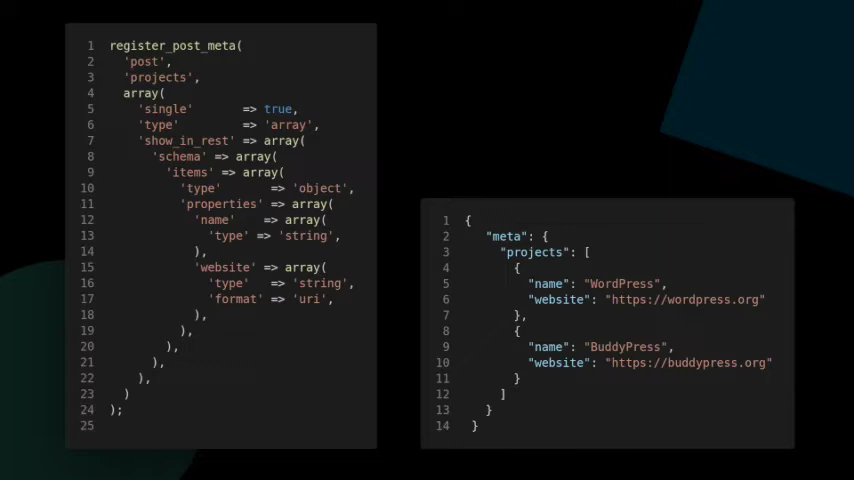 1 register_post_meta(
2   'post',
3   'projects',
4   array(
5     'single'       => true,
6     'type'         => 'array',
7     'show_in_rest' => array(
8       'schema' => array(
9         'items' => array(
10           'type'       => 'object',
11           'properties' => array(
12             'name'    => array(
13               'type' => 'string',
14             ),
15             'website' => array(
16               'type'   => 'string',
17               'format' => 'uri',
18             ),
19           ),
20         ),
21       ),
22     ),
23   )
24 );
25
1 {
2   "meta": {
3     "projects": [
4       {
5         "name": "WordPress",
6         "website": "https://wordpress.org"
7       },
8       {
9         "name": "BuddyPress",
10         "website": "https://buddypress.org"
11       }
12     ]
13   }
14 }